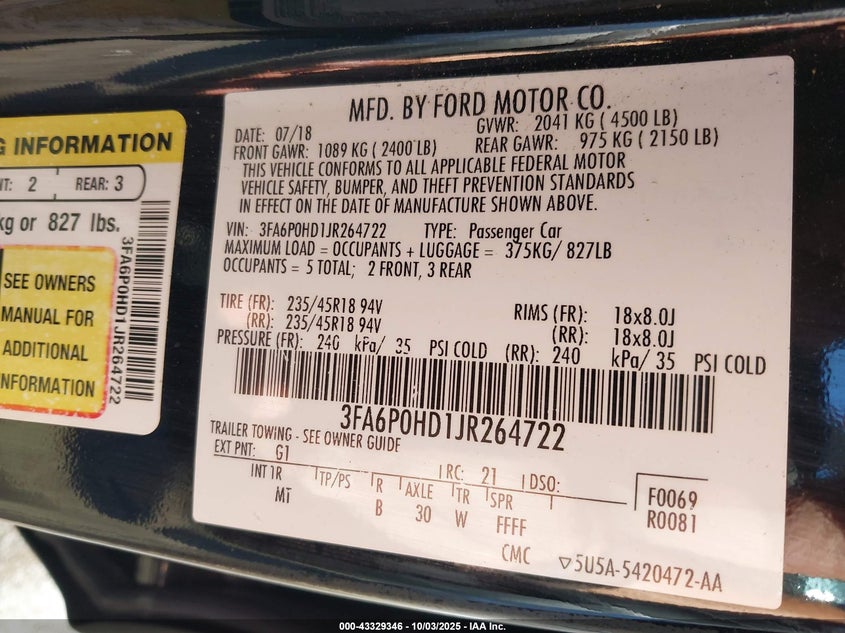 G INFORMATION
NT: 2 REAR: 3
kg or 827 lbs.
SEE OWNERS
MANUAL FOR
ADDITIONAL
INFORMATION
3FA6P0HD1JR264722
MFD. BY FORD MOTOR CO.
DATE: 07/18 GVWR: 2041 KG ( 4500 LB)
FRONT GAWR: 1089 KG ( 2400 LB) REAR GAWR: 975 KG ( 2150 LB)
THIS VEHICLE CONFORMS TO ALL APPLICABLE FEDERAL MOTOR
VEHICLE SAFETY, BUMPER, AND THEFT PREVENTION STANDARDS
IN EFFECT ON THE DATE OF MANUFACTURE SHOWN ABOVE.
VIN: 3FA6P0HD1JR264722 TYPE: Passenger Car
MAXIMUM LOAD = OCCUPANTS + LUGGAGE = 375KG/ 827LB
OCCUPANTS = 5 TOTAL; 2 FRONT, 3 REAR
TIRE (FR): 235/45R18 94V RIMS (FR): 18x8.0J
(RR): 235/45R18 94V (RR): 18x8.0J
PRESSURE (FR): 240 kPa/ 35 PSI COLD (RR): 240 kPa/ 35 PSI COLD
3FA6P0HD1JR264722
TRAILER TOWING - SEE OWNER GUIDE
EXT PNT: G1 RC: 21 DSO:
INT 1R TP/PS R AXLE TR SPR F0069
MT B 30 W FFFF R0081
CMC ▽5U5A-5420472-AA
000-43329346 - 10/03/2025 - IAA Inc.